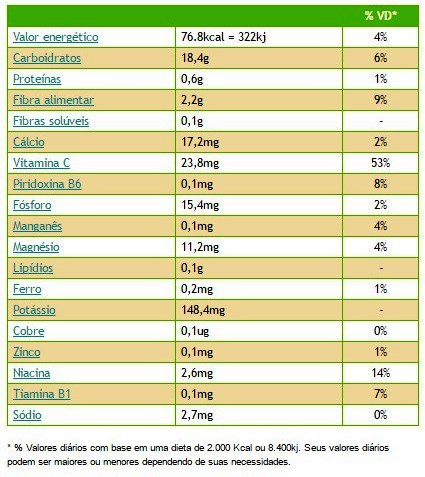 % VD*
Valor energético 76.8kcal = 322kj 4%
Carboidratos 18,4g 6%
Proteínas 0,6g 1%
Fibra alimentar 2,2g 9%
Fibras solúveis 0,1g -
Cálcio 17,2mg 2%
Vitamina C 23,8mg 53%
Piridoxina B6 0,1mg 8%
Fósforo 15,4mg 2%
Manganês 0,1mg 4%
Magnésio 11,2mg 4%
Lipídios 0,1g -
Ferro 0,2mg 1%
Potássio 148,4mg -
Cobre 0,1ug 0%
Zinco 0,1mg 1%
Niacina 2,6mg 14%
Tiamina B1 0,1mg 7%
Sódio 2,7mg 0%
* % Valores diários com base em uma dieta de 2.000 Kcal ou 8.400kj. Seus valores diários
podem ser maiores ou menores dependendo de suas necessidades.